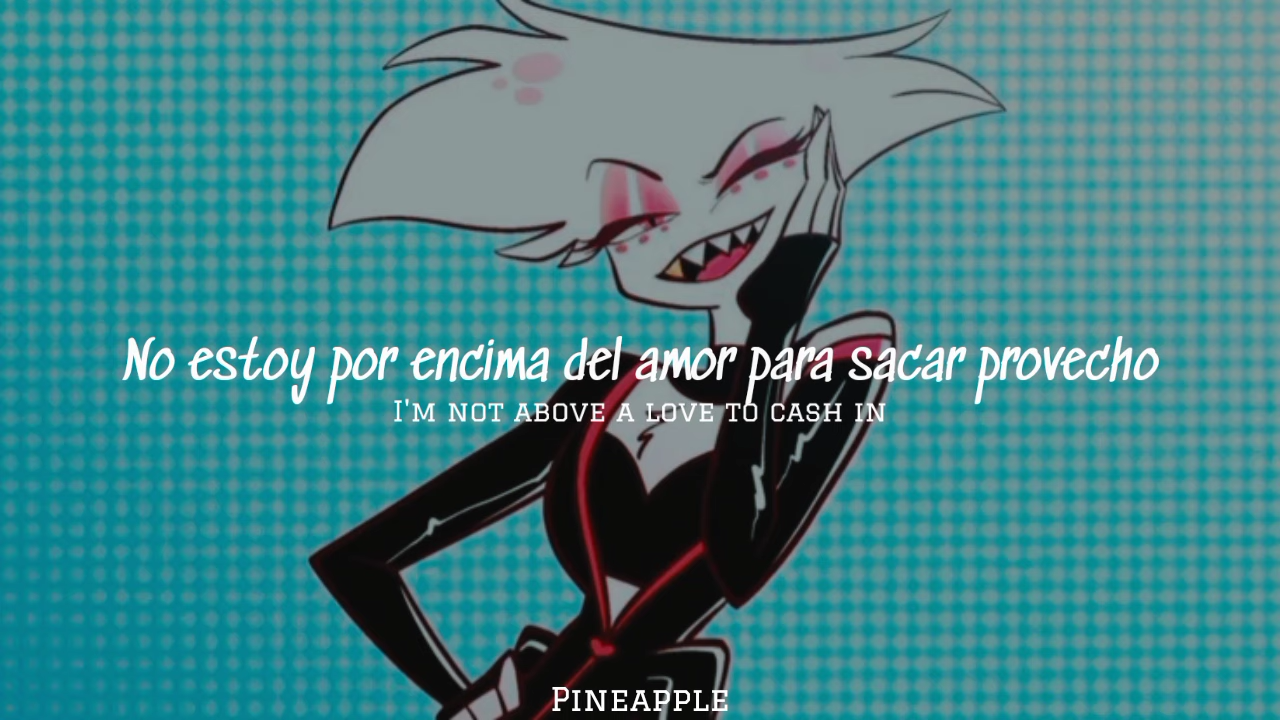 No estoy por encima del amor para sacar provecho
I'm not above a love to cash in
Pineapple